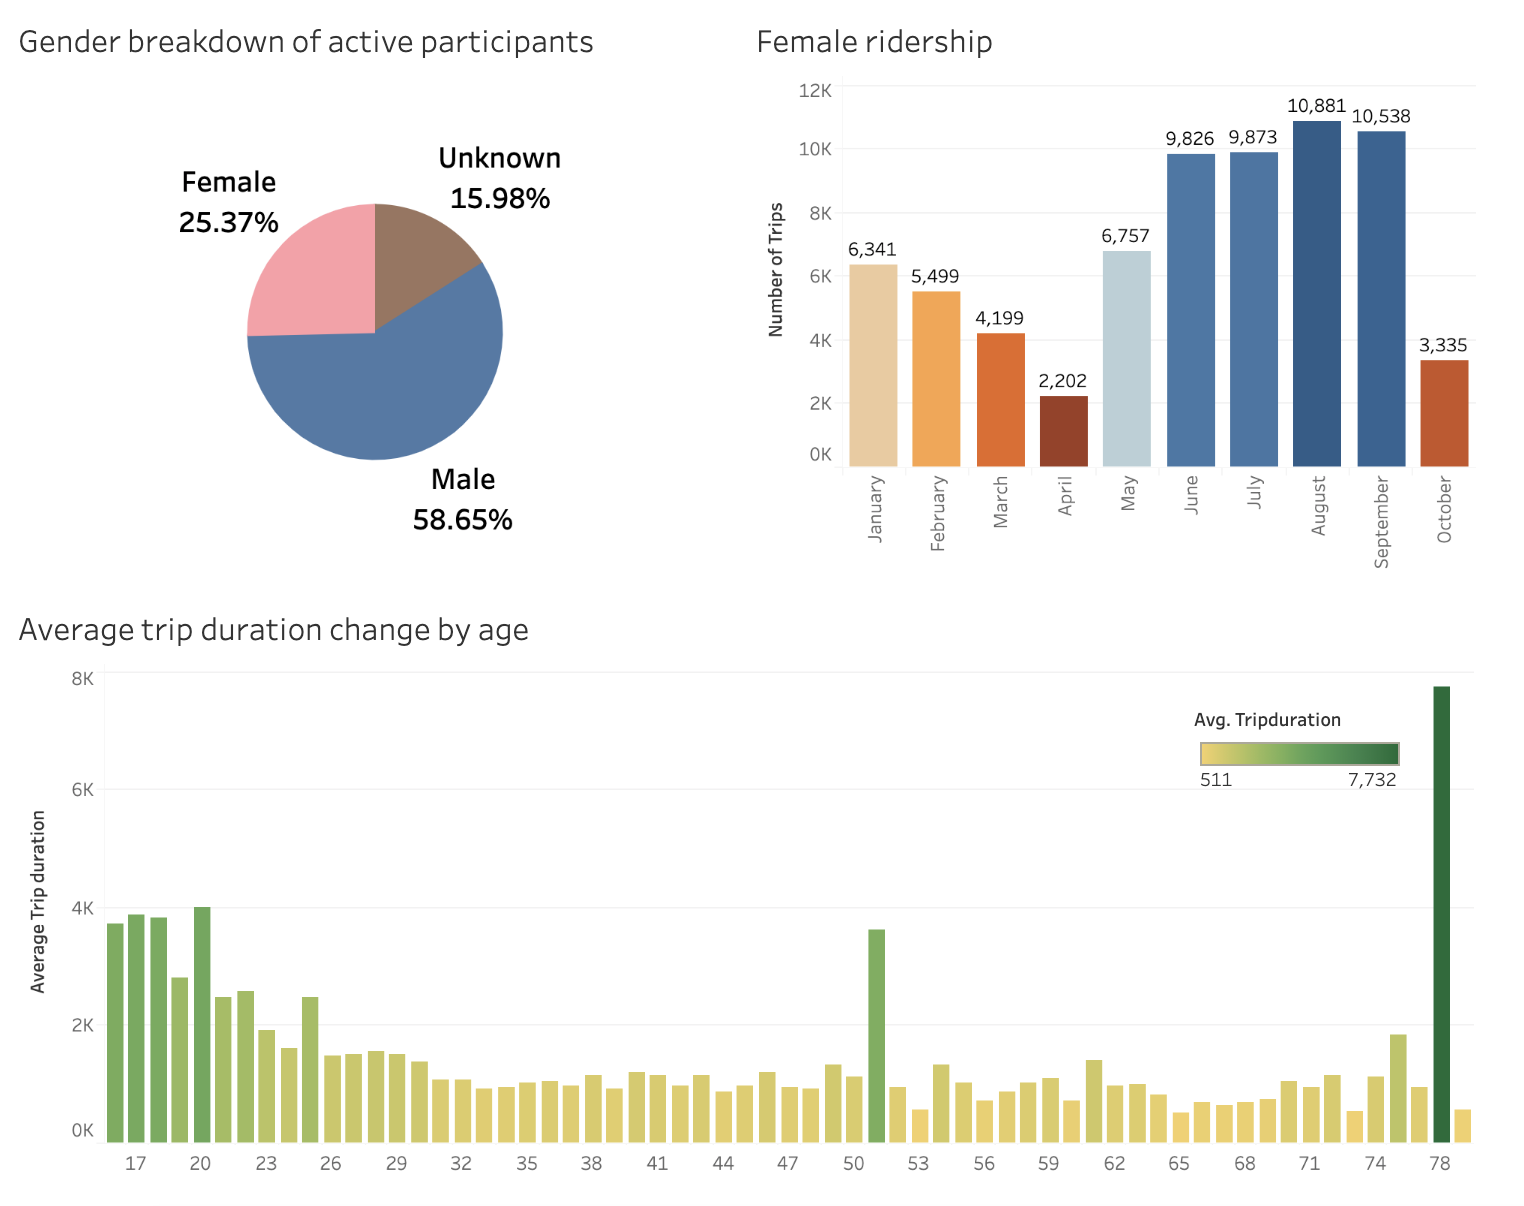 Gender breakdown of active participants
Female
25.37%
Unknown
15.98%
Male
58.65%
Female ridership
Number of Trips
12K
10K
8K
6K
4K
2K
0K
6,341
5,499
4,199
2,202
6,757
9,826
9,873
10,881
10,538
3,335
January
February
March
April
May
June
July
August
September
October
Average trip duration change by age
Average Trip duration
8K
6K
4K
2K
0K
Avg. Tripduration
511 7,732
17 20 23 26 29 32 35 38 41 44 47 50 53 56 59 62 65 68 71 74 78